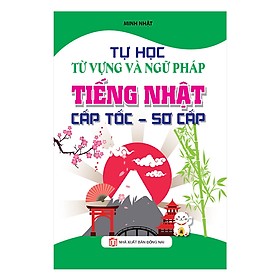 MINH NHẬT
TỰ HỌC
TỪ VỰNG VÀ NGỮ PHÁP
TIẾNG NHẬT
CẤP TỐC – SƠ CẤP
NHÀ XUẤT BẢN ĐỒNG NAI